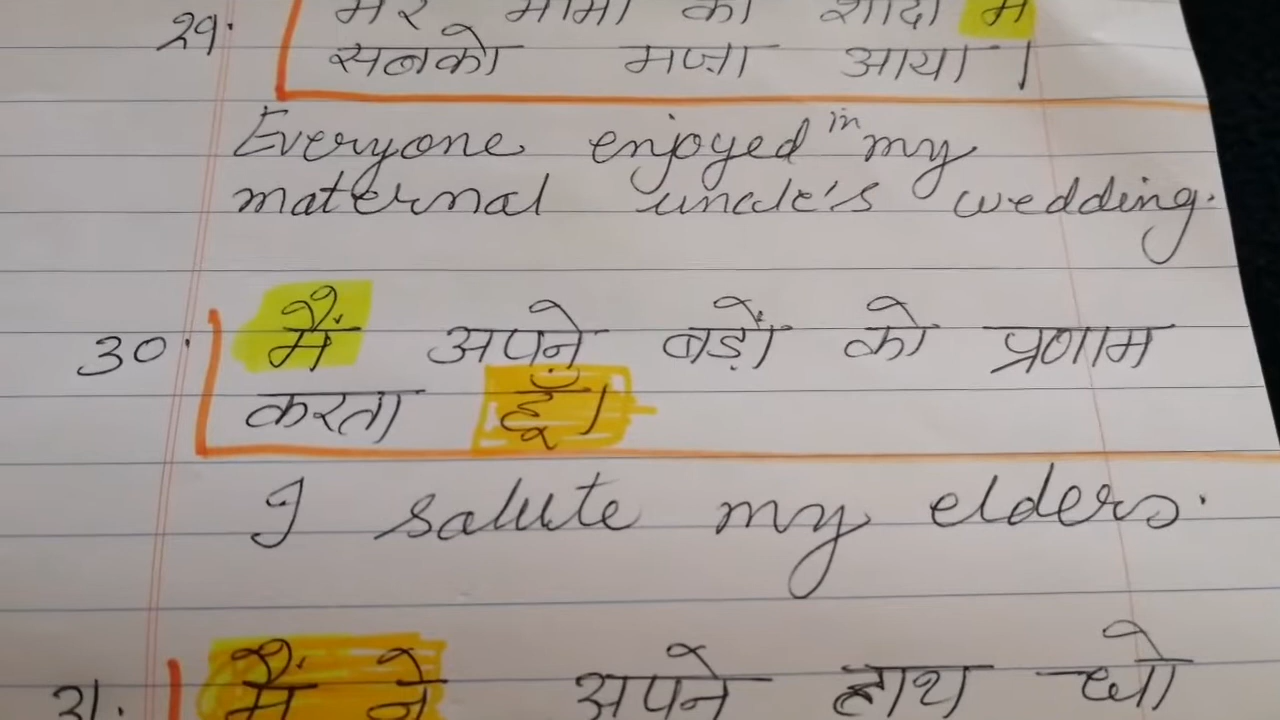 29. मेरे मामा की शादी में
सबको मज़ा आया।
Everyone enjoyed in my
maternal uncle's wedding.
30. मैं अपने बड़ों को प्रणाम
करता हूँ।
I salute my elders.
31. मैं ने अपने हाथ धो